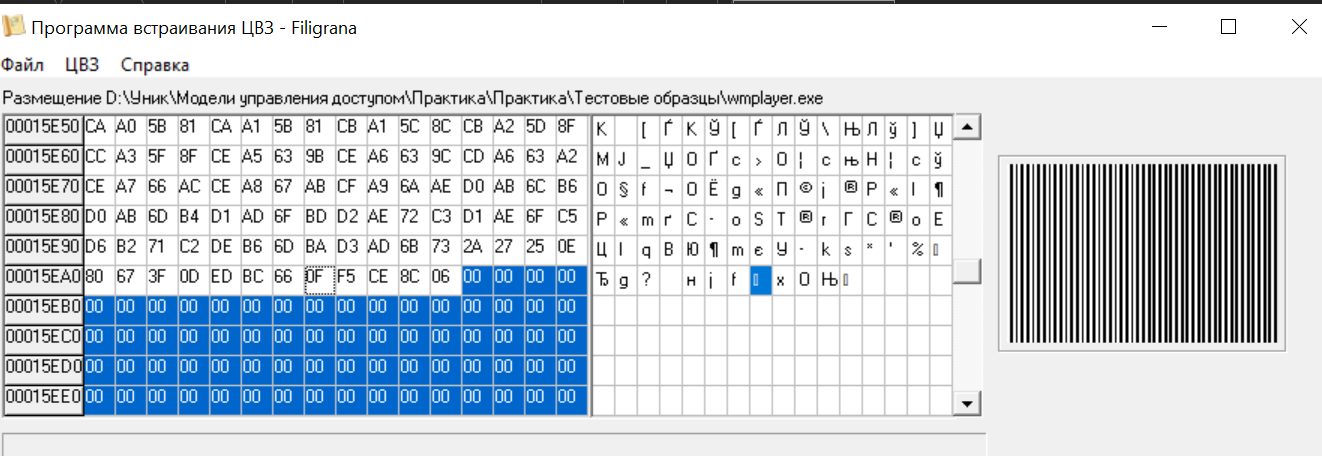 Программа встраивания ЦВЗ - Filigrana
Файл ЦВЗ Справка
Размещение D:\Уник\Модели управления доступом\Практика\Практика\Тестовые образцы\wmplayer.exe
00015E50 CA A0 5B 81 CA A1 5B 81 CB A1 5C 8C CB A2 5D 8F К [ Ѓ К Ў [ Ѓ Л Ў \ Њ Л ў ] Џ
00015E60 CC A3 5F 8F CE A5 63 9B CE A6 63 9C CD A6 63 A2 М Ј _ Џ О Ґ c › О ¦ c њ Н ¦ c ў
00015E70 CE A7 66 AC CE A8 67 AB CF A9 6A AE D0 AB 6C B6 О § f ¬ О Ё g « П © j ® Р « l ¶
00015E80 D0 AB 6D B4 D1 AD 6F BD D2 AE 72 C3 D1 AE 6F C5 Р « m ґ С - o Ѕ Т ® r Г С ® o Е
00015E90 D6 B2 71 C2 DE B6 6D BA D3 AD 6B 73 2A 27 25 0E Ц І q В Ю ¶ m є У - k s * ' %
00015EA0 80 67 3F 0D ED BC 66 0F F5 CE 8C 06 00 00 00 00 Ђ g ? н ј f х О Њ
00015EB0 00 00 00 00 00 00 00 00 00 00 00 00 00 00 00 00
00015EC0 00 00 00 00 00 00 00 00 00 00 00 00 00 00 00 00
00015ED0 00 00 00 00 00 00 00 00 00 00 00 00 00 00 00 00
00015EE0 00 00 00 00 00 00 00 00 00 00 00 00 00 00 00 00